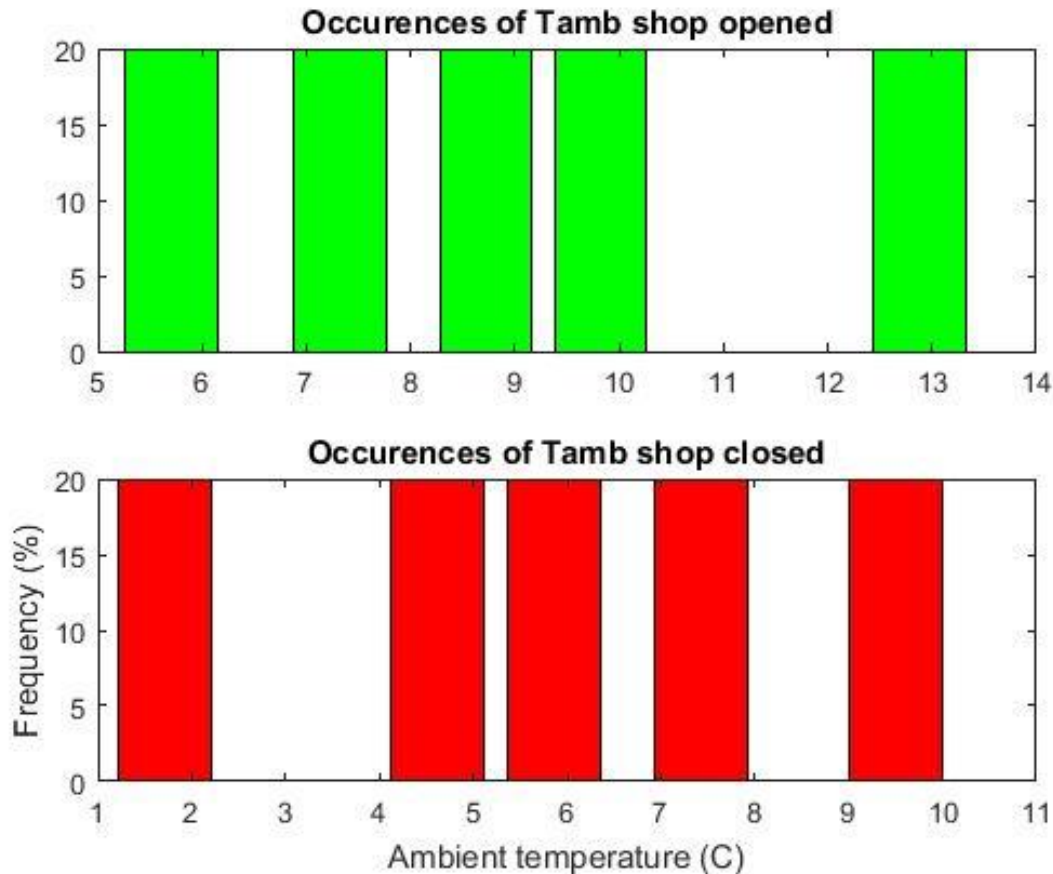 Occurences of Tamb shop opened
20
15
10
5
0
5 6 7 8 9 10 11 12 13 14
Occurences of Tamb shop closed
Frequency (%)
20
15
10
5
0
1 2 3 4 5 6 7 8 9 10 11
Ambient temperature (C)